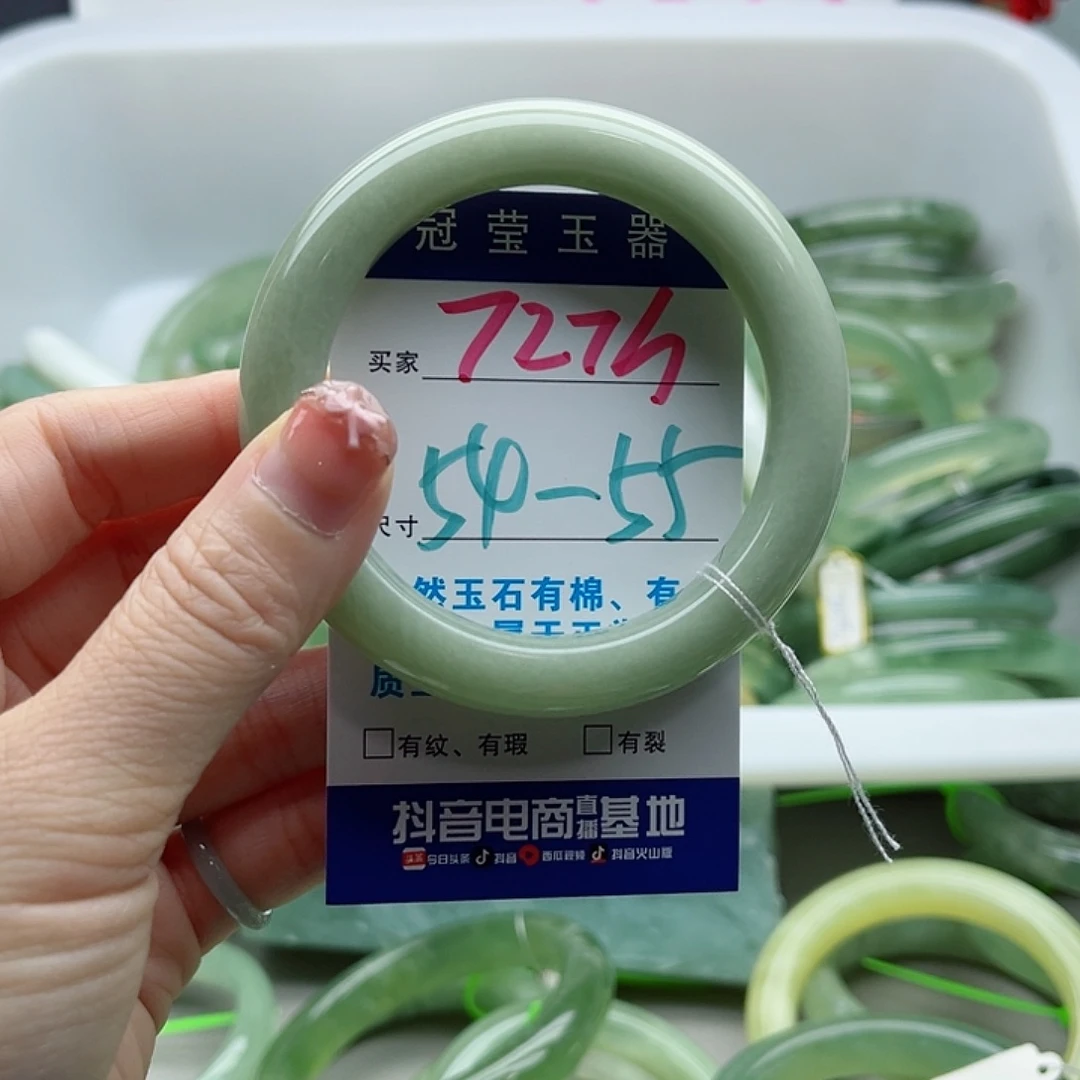 冠莹玉器
买家 727h
尺寸 54-55
然玉石有棉、有
质
□有纹、有瑕 □有裂
抖音电商直播基地
今日头条 抖音 西瓜视频 抖音火山版